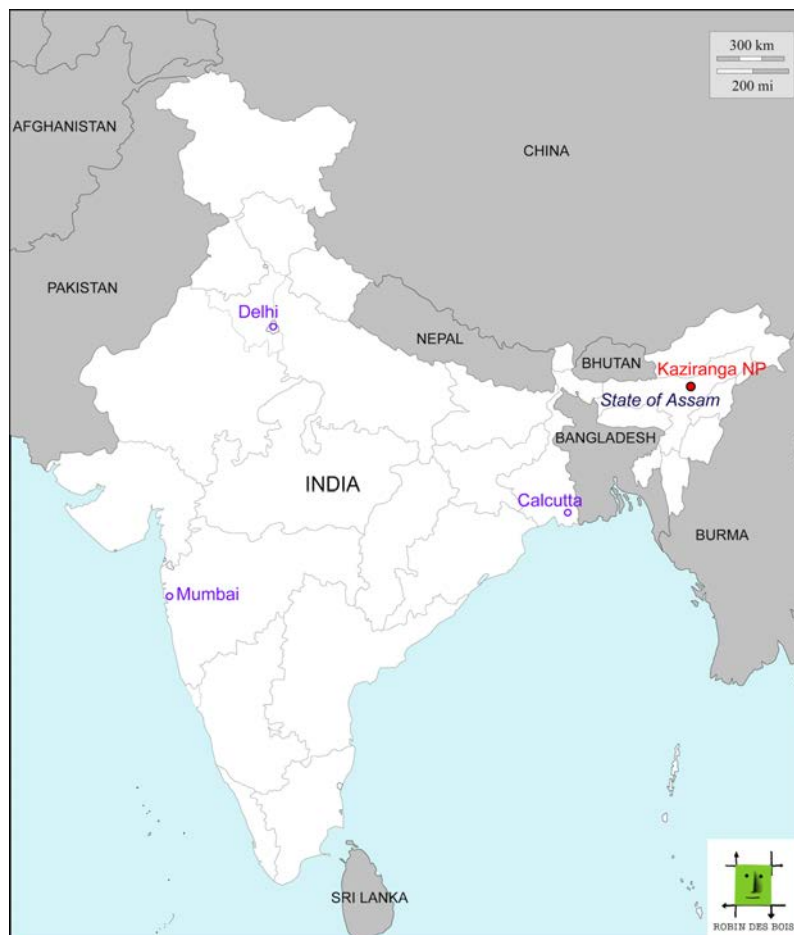 300 km
200 mi
AFGHANISTAN
CHINA
PAKISTAN
Delhi
NEPAL
BHUTAN
Kaziranga NP
State of Assam
BANGLADESH
INDIA
Calcutta
BURMA
Mumbai
SRI LANKA
ROBIN DES BOIS